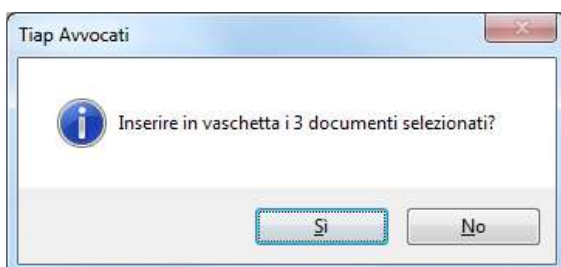 Tiap Avvocati
Inserire in vaschetta i 3 documenti selezionati?
Sì
No